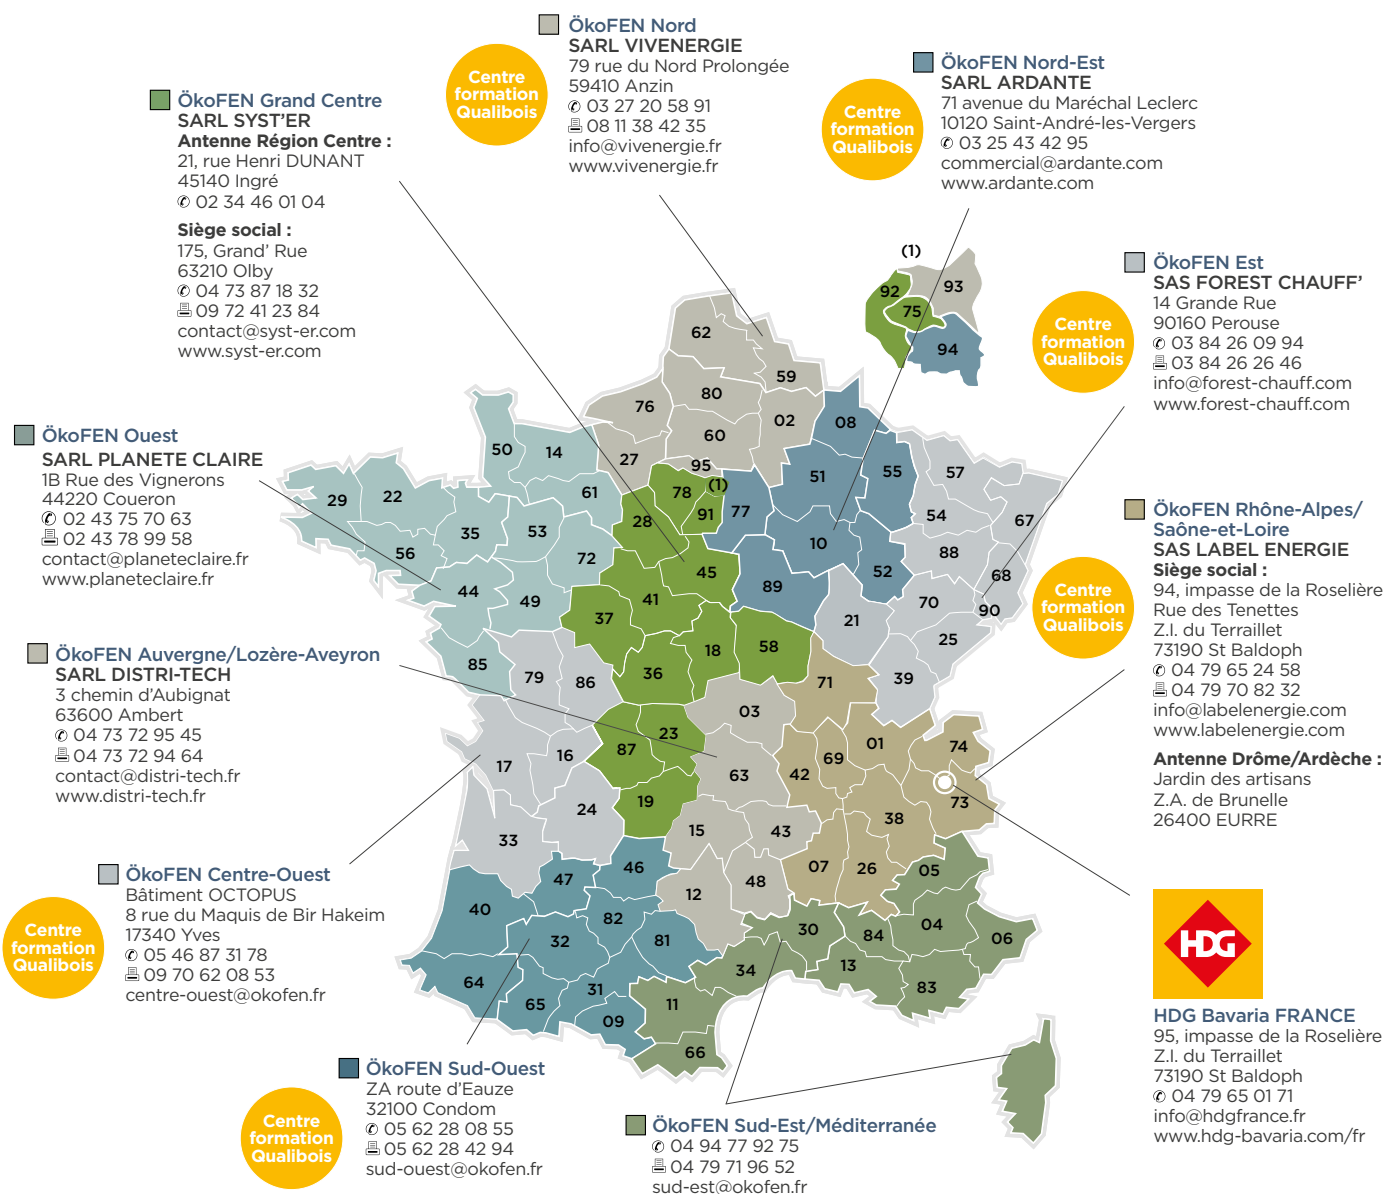 ÖkoFEN Nord
SARL VIVENERGIE
79 rue du Nord Prolongée
59410 Anzin
✆ 03 27 20 58 91
🖷 08 11 38 42 35
info@vivenergie.fr
www.vivenergie.fr
Centre
formation
Qualibois
ÖkoFEN Nord-Est
SARL ARDANTE
71 avenue du Maréchal Leclerc
10120 Saint-André-les-Vergers
✆ 03 25 43 42 95
commercial@ardante.com
www.ardante.com
Centre
formation
Qualibois
ÖkoFEN Grand Centre
SARL SYST'ER
Antenne Région Centre :
21, rue Henri DUNANT
45140 Ingré
✆ 02 34 46 01 04
Siège social :
175, Grand' Rue
63210 Olby
✆ 04 73 87 18 32
🖷 09 72 41 23 84
contact@syst-er.com
www.syst-er.com
ÖkoFEN Est
SAS FOREST CHAUFF'
14 Grande Rue
90160 Perouse
✆ 03 84 26 09 94
🖷 03 84 26 26 46
info@forest-chauff.com
www.forest-chauff.com
Centre
formation
Qualibois
ÖkoFEN Ouest
SARL PLANETE CLAIRE
1B Rue des Vignerons
44220 Coueron
✆ 02 43 75 70 63
🖷 02 43 78 99 58
contact@planeteclaire.fr
www.planeteclaire.fr
ÖkoFEN Rhône-Alpes/
Saône-et-Loire
SAS LABEL ENERGIE
Siège social :
94, impasse de la Roselière
Rue des Tenettes
Z.I. du Terraillet
73190 St Baldoph
✆ 04 79 65 24 58
🖷 04 79 70 82 32
info@labelenergie.com
www.labelenergie.com
Antenne Drôme/Ardèche :
Jardin des artisans
Z.A. de Brunelle
26400 EURRE
Centre
formation
Qualibois
ÖkoFEN Auvergne/Lozère-Aveyron
SARL DISTRI-TECH
3 chemin d'Aubignat
63600 Ambert
✆ 04 73 72 95 45
🖷 04 73 72 94 64
contact@distri-tech.fr
www.distri-tech.fr
ÖkoFEN Centre-Ouest
Bâtiment OCTOPUS
8 rue du Maquis de Bir Hakeim
17340 Yves
✆ 05 46 87 31 78
🖷 09 70 62 08 53
centre-ouest@okofen.fr
Centre
formation
Qualibois
ÖkoFEN Sud-Ouest
ZA route d'Eauze
32100 Condom
✆ 05 62 28 08 55
🖷 05 62 28 42 94
sud-ouest@okofen.fr
Centre
formation
Qualibois
ÖkoFEN Sud-Est/Méditerranée
✆ 04 94 77 92 75
🖷 04 79 71 96 52
sud-est@okofen.fr
HDG
HDG Bavaria FRANCE
95, impasse de la Roselière
Z.I. du Terraillet
73190 St Baldoph
✆ 04 79 65 01 71
info@hdgfrance.fr
www.hdg-bavaria.com/fr
(1)
92
93
75
94
62
59
80
76
02
60
27
95
08
50
14
61
78
(1)
91
77
51
55
57
29
22
35
53
28
54
67
56
72
10
88
44
49
45
89
52
68
41
70
90
37
21
25
85
79
86
36
18
58
39
71
03
74
17
16
87
23
63
42
69
01
73
24
19
38
33
15
43
46
47
12
48
07
26
05
40
82
32
81
30
84
04
06
64
65
31
34
13
83
09
11
66